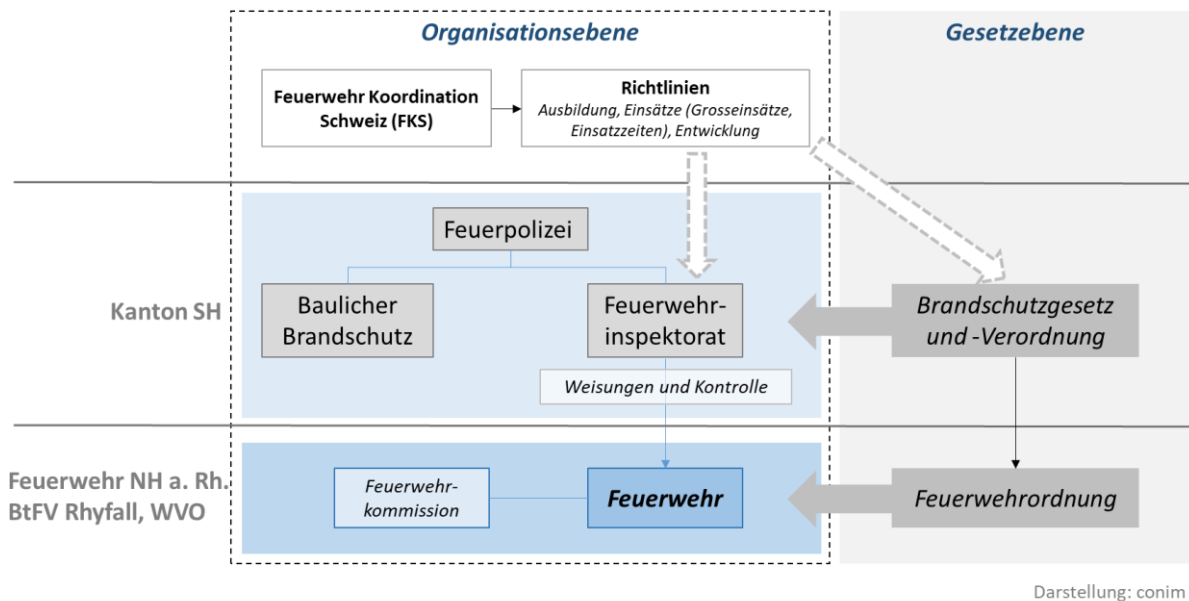 Organisationsebene
Gesetzebene
Feuerwehr Koordination
Schweiz (FKS)
Richtlinien
Ausbildung, Einsätze (Grosseinsätze,
Einsatzzeiten), Entwicklung
Kanton SH
Feuerpolizei
Baulicher
Brandschutz
Feuerwehr-
inspektorat
Brandschutzgesetz
und -Verordnung
Weisungen und Kontrolle
Feuerwehr NH a. Rh.
BtFV Rhyfall, WVO
Feuerwehr-
kommission
Feuerwehr
Feuerwehrordnung
Darstellung: conim